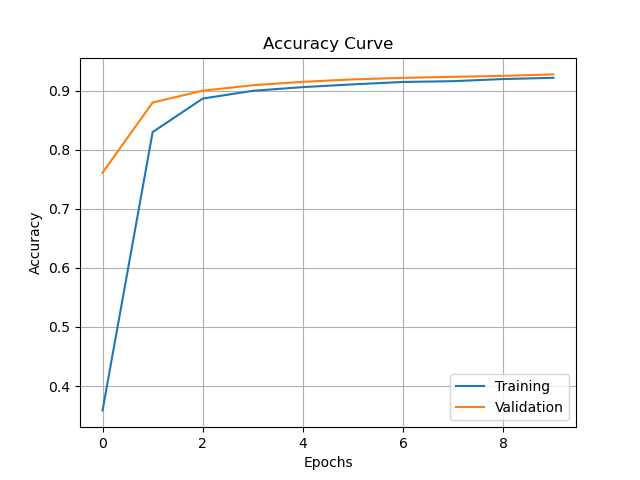 Accuracy Curve
Accuracy
0.9
0.8
0.7
0.6
0.5
0.4
0 2 4 6 8
Epochs
Training
Validation